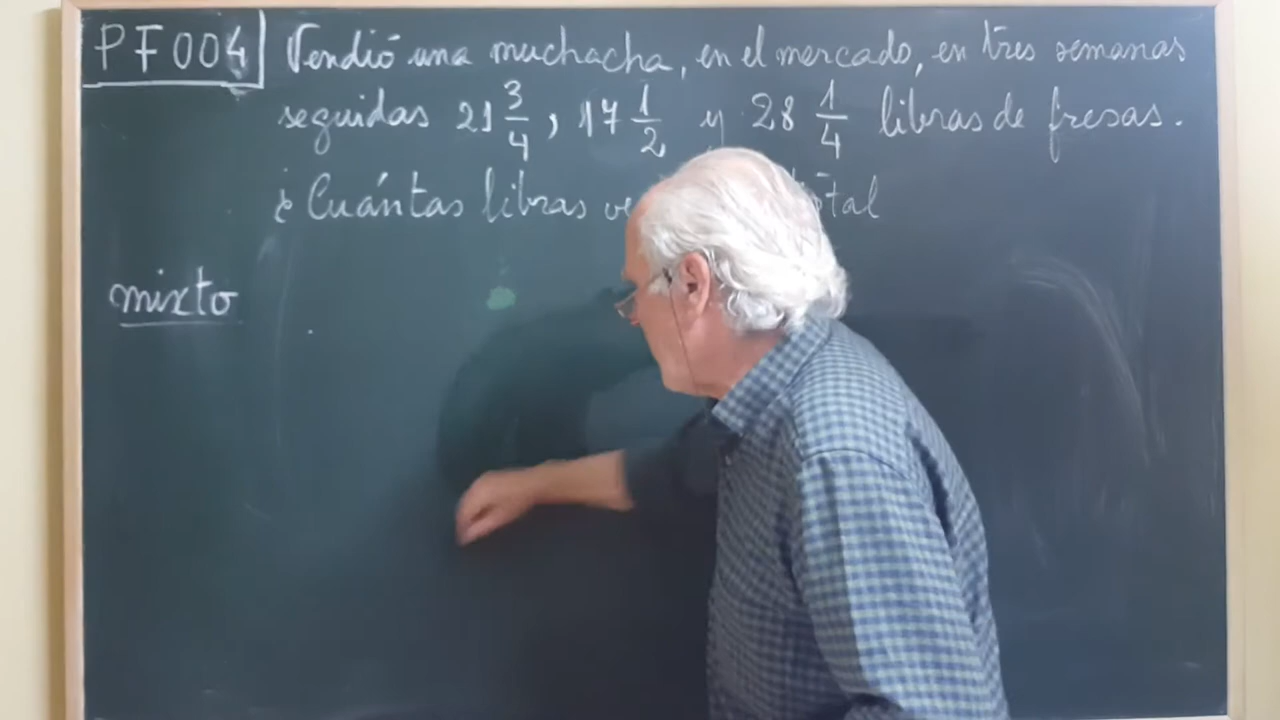 PF004 Vendió una muchacha, en el mercado, en tres semanas
seguidas 21 3/4, 17 1/2 y 28 1/4 libras de fresas.
¿Cuántas libras
mixto